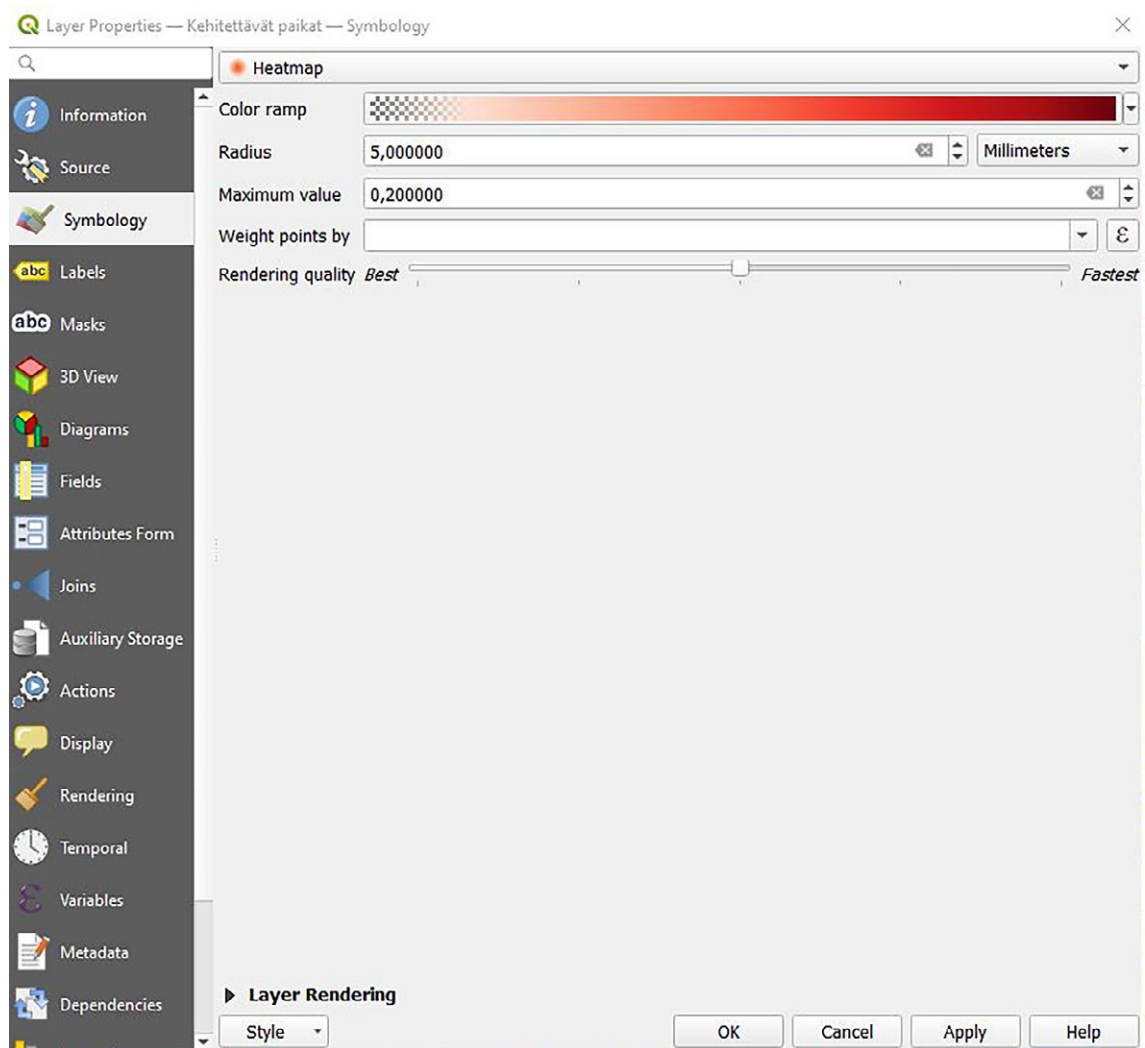 Layer Properties — Kehitettävät paikat — Symbology
Heatmap
Information
Color ramp
Source
Radius 5,000000 Millimeters
Symbology
Maximum value 0,200000
Weight points by ε
abc Labels
Rendering quality Best Fastest
abc Masks
3D View
Diagrams
Fields
Attributes Form
Joins
Auxiliary Storage
Actions
Display
Rendering
Temporal
ε Variables
Metadata
Dependencies
Layer Rendering
Style OK Cancel Apply Help